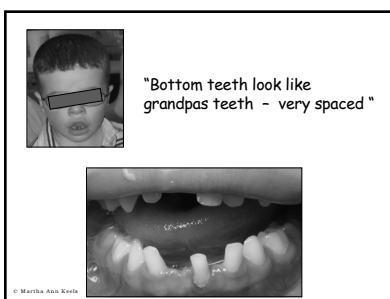 "Bottom teeth look like
grandpas teeth – very spaced "
© Martha Ann Keels